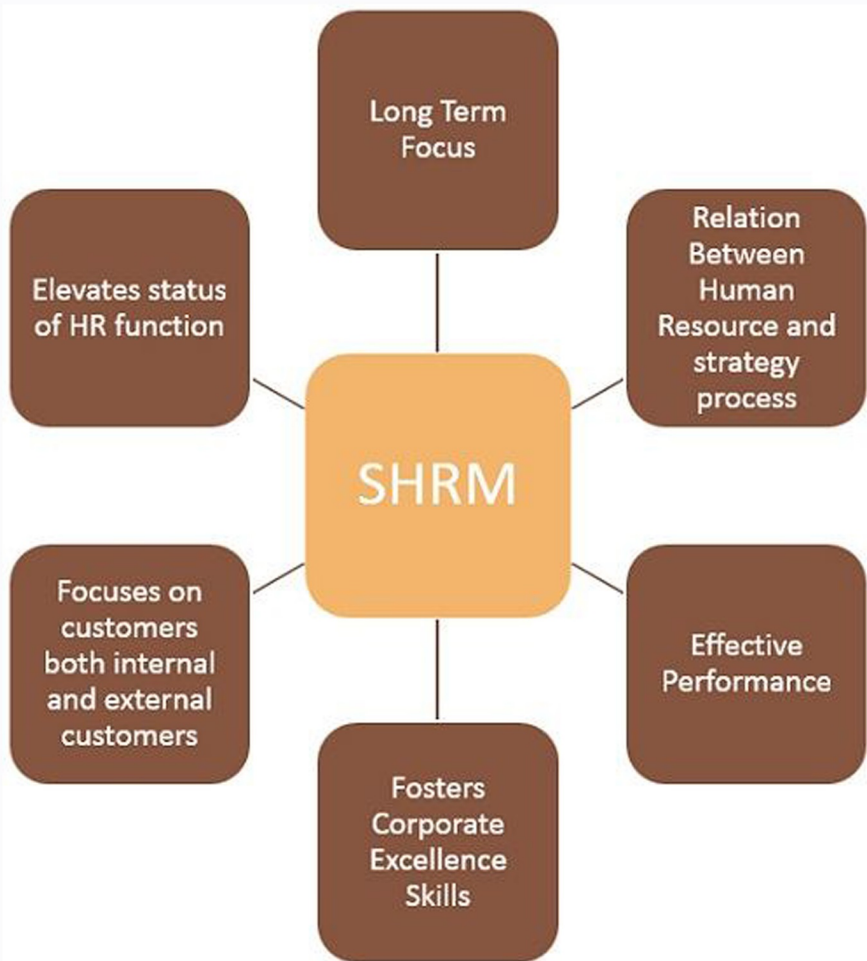 Long Term
Focus
Relation
Between
Human
Resource and
strategy
process
Effective
Performance
Fosters
Corporate
Excellence
Skills
Focuses on
customers
both internal
and external
customers
Elevates status
of HR function
SHRM